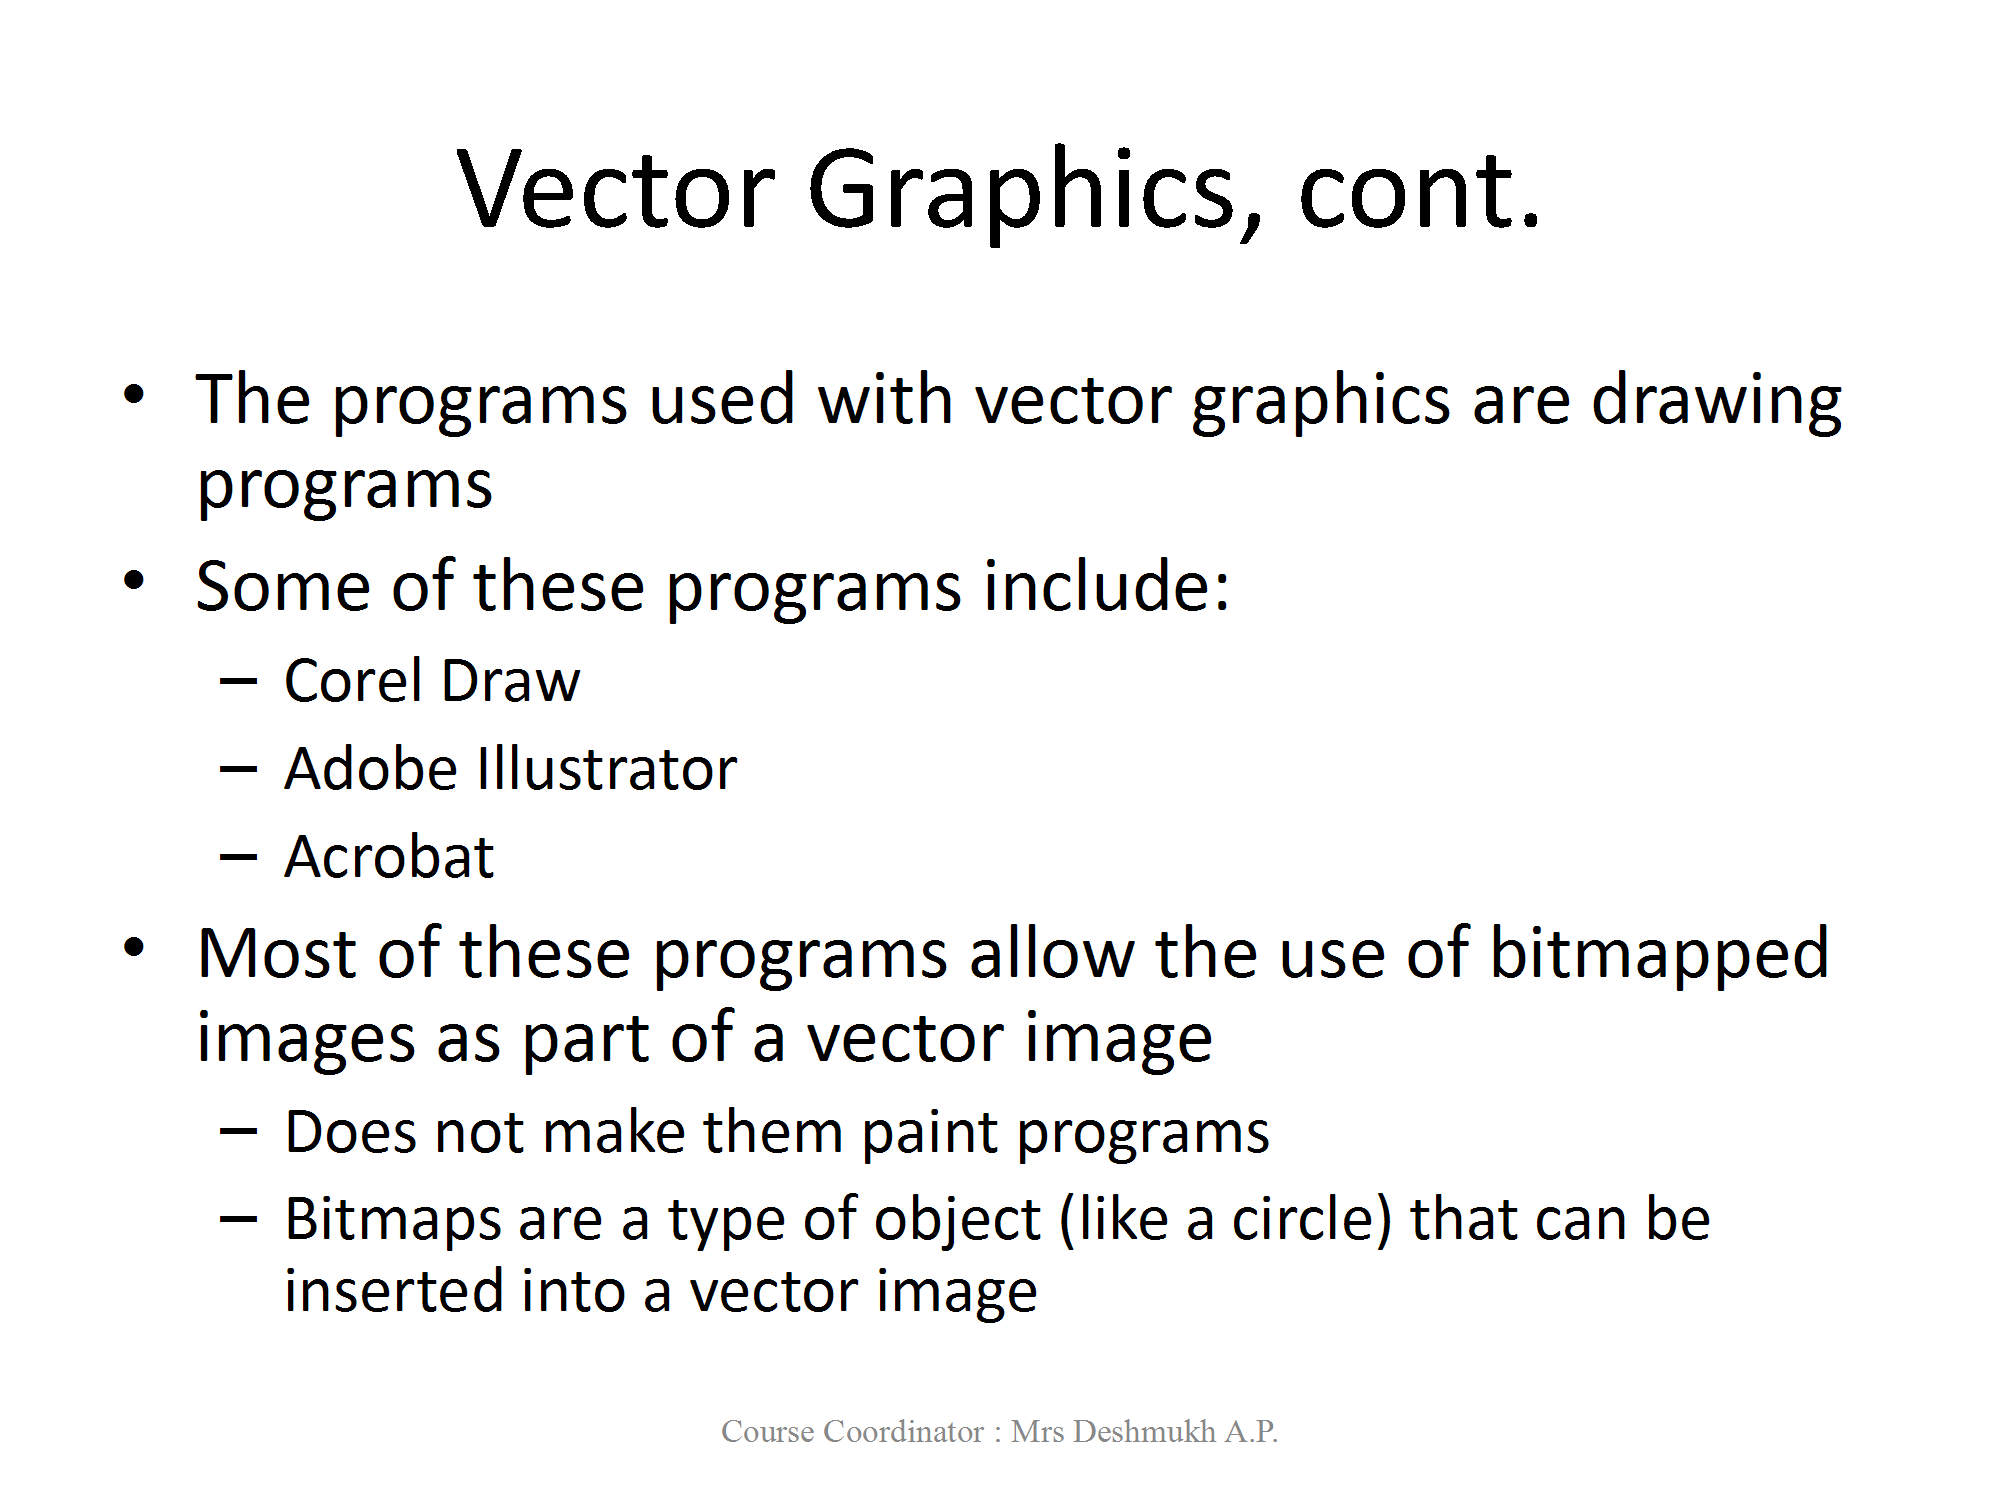 Vector Graphics, cont.
• The programs used with vector graphics are drawing
programs
• Some of these programs include:
– Corel Draw
– Adobe Illustrator
– Acrobat
• Most of these programs allow the use of bitmapped
images as part of a vector image
– Does not make them paint programs
– Bitmaps are a type of object (like a circle) that can be
inserted into a vector image
Course Coordinator : Mrs Deshmukh A.P.